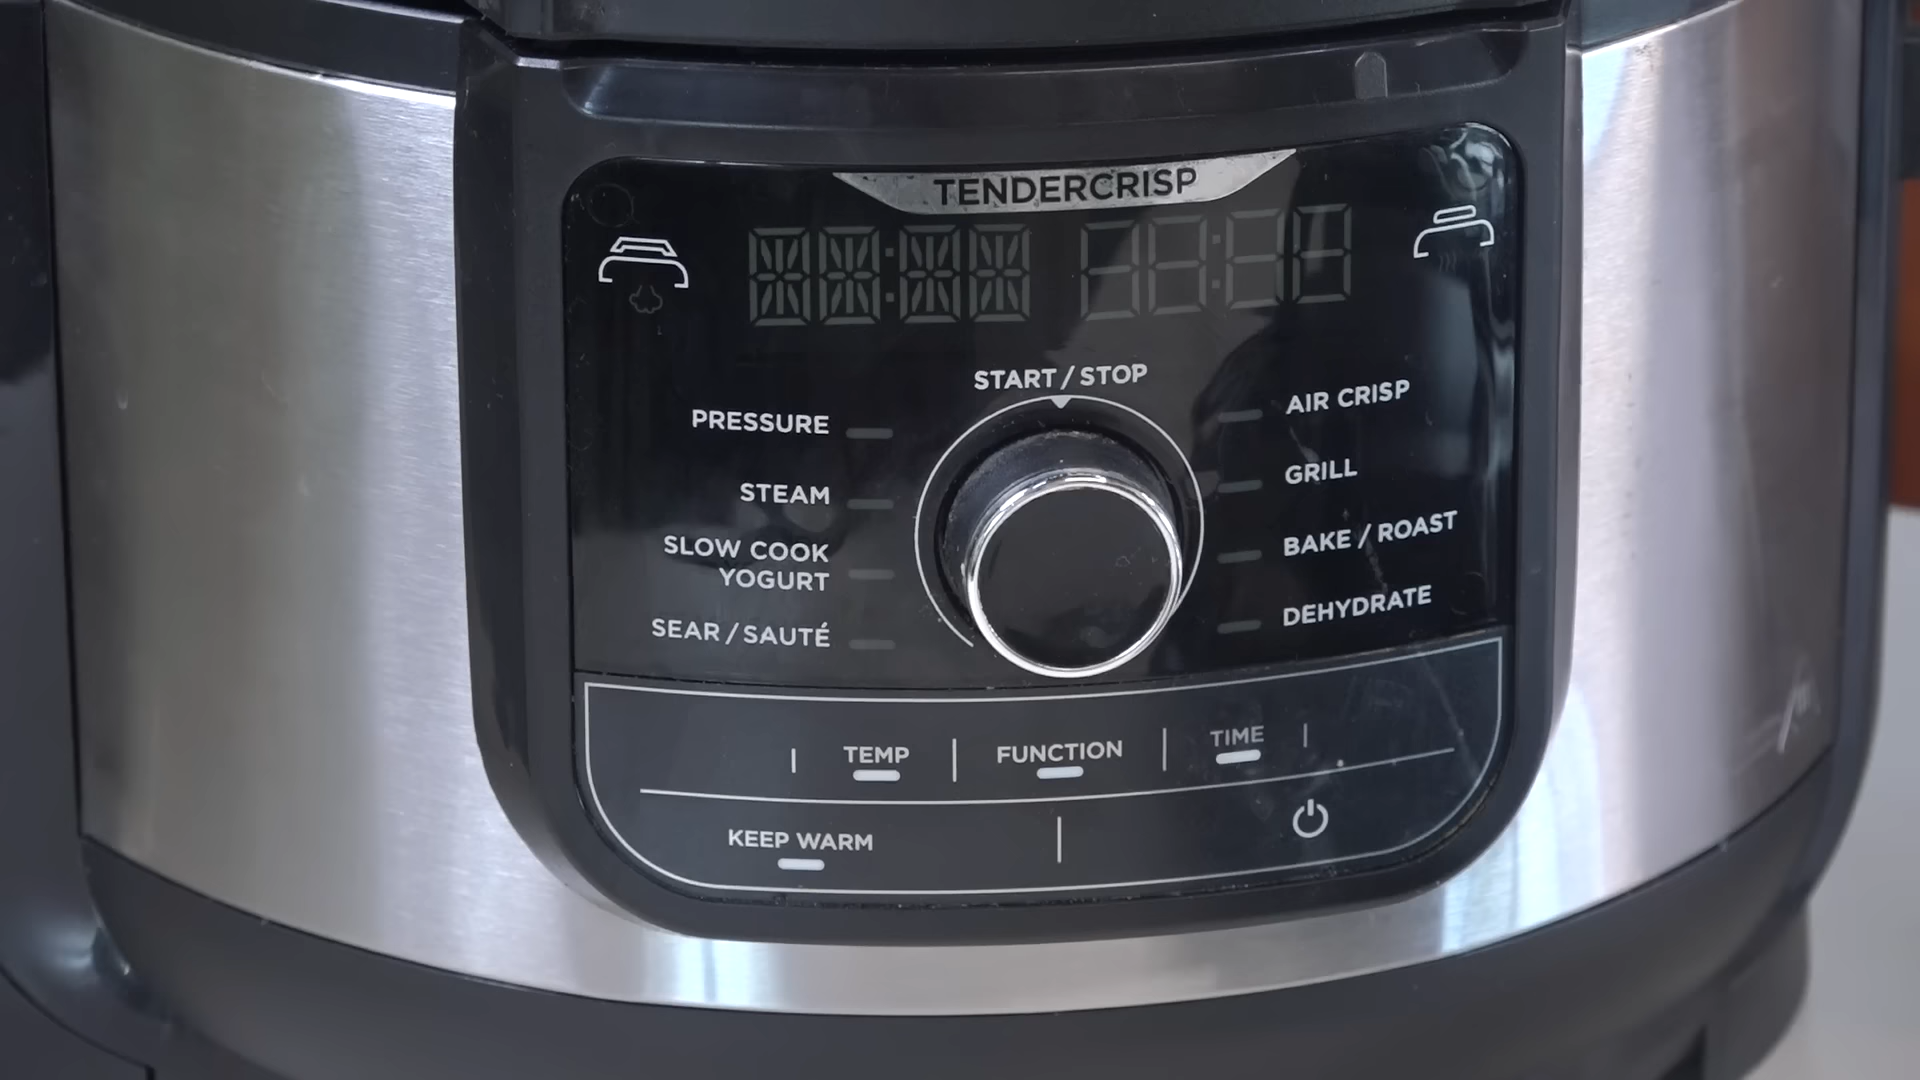 TENDERCRISP
START / STOP
PRESSURE
STEAM
SLOW COOK
YOGURT
SEAR / SAUTÉ
AIR CRISP
GRILL
BAKE / ROAST
DEHYDRATE
TEMP
FUNCTION
TIME
KEEP WARM